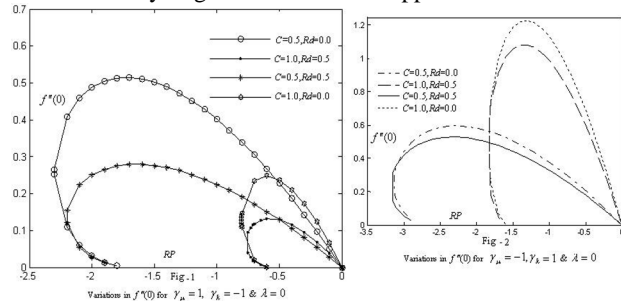 0.7
0.6
0.5
0.4
0.3
0.2
0.1
0
f"(0)
C=0.5,Rd=0.0
C=1.0,Rd=0.5
C=0.5,Rd=0.5
C=1.0,Rd=0.0
RP
-2.5 -2 -1.5 -1 -0.5 0
Fig -1
Variations in f"(0) for γμ = 1, γk = −1 & λ = 0
1.2
1
0.8
0.6
0.4
0.2
0
C=0.5,Rd=0.0
C=1.0,Rd=0.5
C=0.5,Rd=0.5
C=1.0,Rd=0.0
f"(0)
RP
-3.5 -3 -2.5 -2 -1.5 -1 -0.5 0
Fig -2
Variations in f"(0) for γμ = −1, γk = 1 & λ = 0